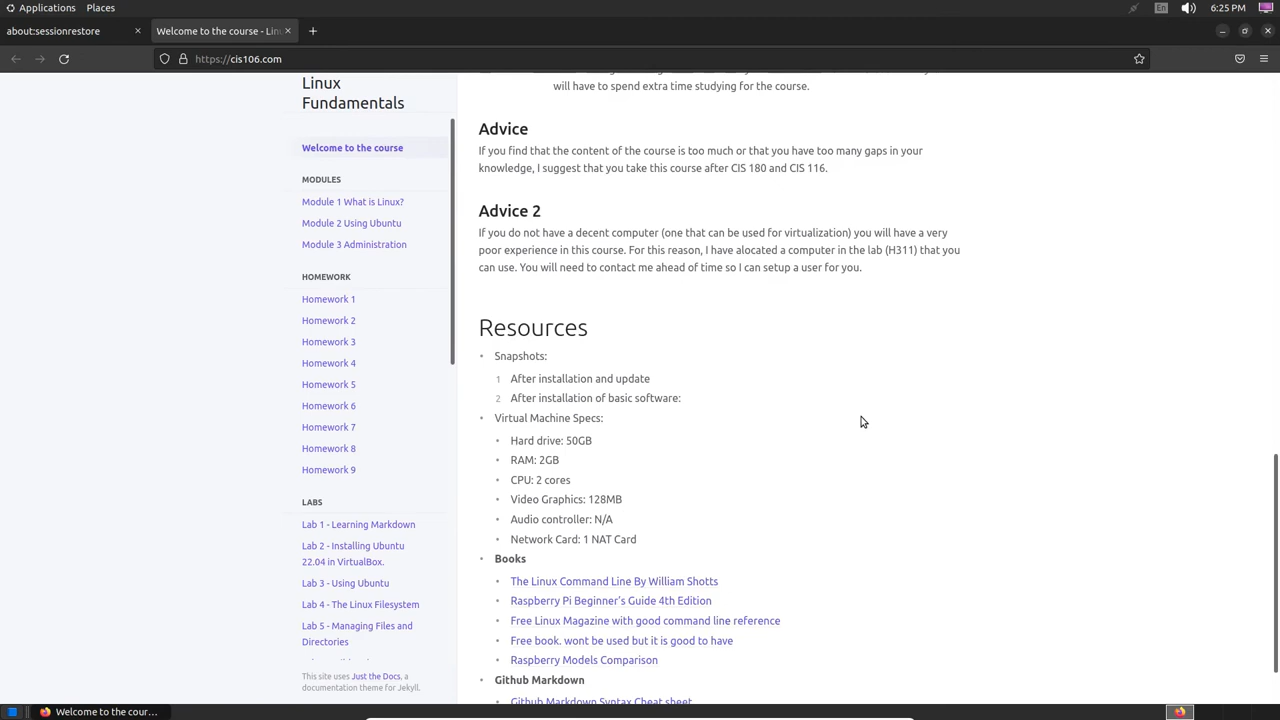 Applications Places
En 6:25 PM
about:sessionrestore
Welcome to the course - Lin
https://cis106.com
Linux
Fundamentals
Welcome to the course
MODULES
Module 1 What is Linux?
Module 2 Using Ubuntu
Module 3 Administration
HOMEWORK
Homework 1
Homework 2
Homework 3
Homework 4
Homework 5
Homework 6
Homework 7
Homework 8
Homework 9
LABS
Lab 1 - Learning Markdown
Lab 2 - Installing Ubuntu
22.04 in VirtualBox.
Lab 3 - Using Ubuntu
Lab 4 - The Linux Filesystem
Lab 5 - Managing Files and
Directories
This site uses Just the Docs, a
documentation theme for Jekyll.
will have to spend extra time studying for the course.
Advice
If you find that the content of the course is too much or that you have too many gaps in your
knowledge, I suggest that you take this course after CIS 180 and CIS 116.
Advice 2
If you do not have a decent computer (one that can be used for virtualization) you will have a very
poor experience in this course. For this reason, I have alocated a computer in the lab (H311) that you
can use. You will need to contact me ahead of time so I can setup a user for you.
Resources
• Snapshots:
1 After installation and update
2 After installation of basic software:
• Virtual Machine Specs:
• Hard drive: 50GB
• RAM: 2GB
• CPU: 2 cores
• Video Graphics: 128MB
• Audio controller: N/A
• Network Card: 1 NAT Card
• Books
• The Linux Command Line By William Shotts
• Raspberry Pi Beginner's Guide 4th Edition
• Free Linux Magazine with good command line reference
• Free book. wont be used but it is good to have
• Raspberry Models Comparison
• Github Markdown
Github Markdown Syntax Cheat sheet
Welcome to the cour...